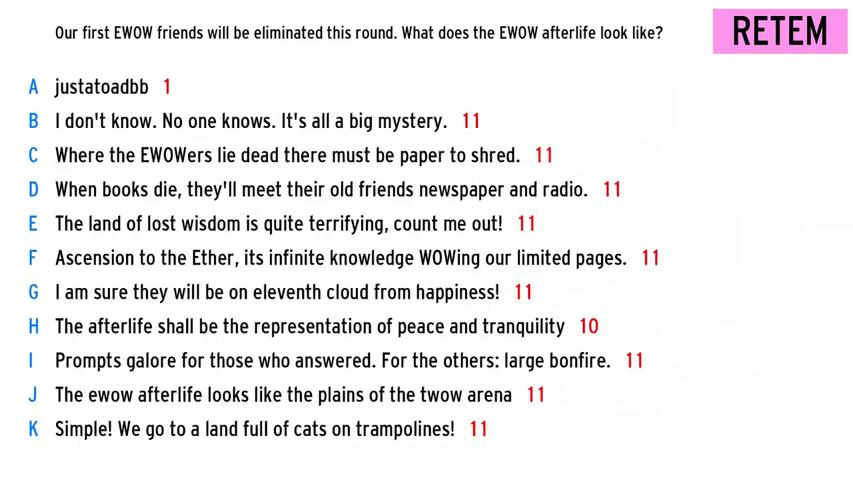 Our first EWOW friends will be eliminated this round. What does the EWOW afterlife look like?
RETEM
A justatoadbb 1
B I don't know. No one knows. It's all a big mystery. 11
C Where the EWOWers lie dead there must be paper to shred. 11
D When books die, they'll meet their old friends newspaper and radio. 11
E The land of lost wisdom is quite terrifying, count me out! 11
F Ascension to the Ether, its infinite knowledge WOWing our limited pages. 11
G I am sure they will be on eleventh cloud from happiness! 11
H The afterlife shall be the representation of peace and tranquility 10
I Prompts galore for those who answered. For the others: large bonfire. 11
J The ewow afterlife looks like the plains of the twow arena 11
K Simple! We go to a land full of cats on trampolines! 11